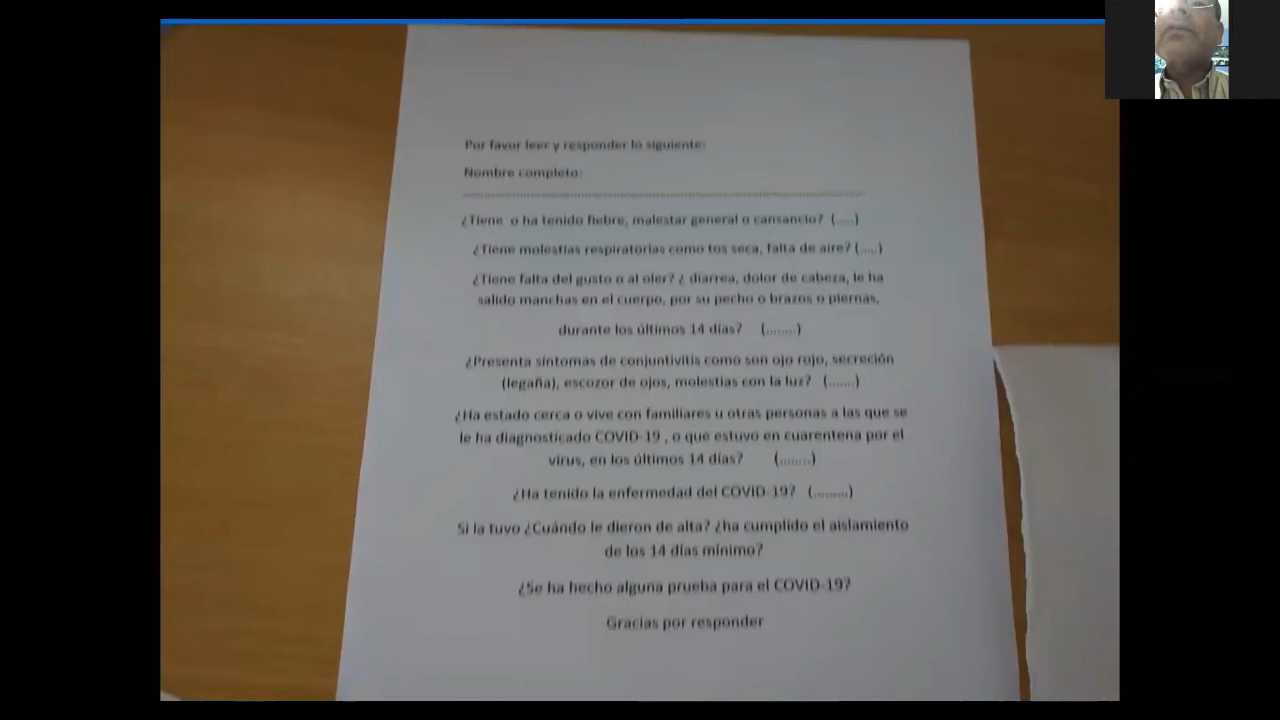 Por favor leer y responder lo siguiente:
Nombre completo:
¿Tiene o ha tenido fiebre, malestar general o cansancio? (.....)
¿Tiene molestias respiratorias como tos seca, falta de aire? (.....)
¿Tiene falta del gusto o al oler? ¿ diarrea, dolor de cabeza, le ha
salido manchas en el cuerpo, por su pecho o brazos o piernas,
durante los últimos 14 días? (........)
¿Presenta síntomas de conjuntivitis como son ojo rojo, secreción
(legaña), escozor de ojos, molestias con la luz? (.......)
¿Ha estado cerca o vive con familiares u otras personas a las que se
le ha diagnosticado COVID-19 , o que estuvo en cuarentena por el
virus, en los últimos 14 días? (........)
¿Ha tenido la enfermedad del COVID-19? (.........)
Si la tuvo ¿Cuándo le dieron de alta? ¿ha cumplido el aislamiento
de los 14 días mínimo?
¿Se ha hecho alguna prueba para el COVID-19?
Gracias por responder